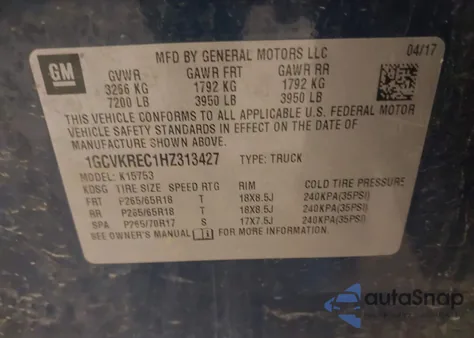 GM
MFD BY GENERAL MOTORS LLC
04/17
GVWR GAWR FRT GAWR RR
3266 KG 1792 KG 1792 KG
7200 LB 3950 LB 3950 LB
THIS VEHICLE CONFORMS TO ALL APPLICABLE U.S. FEDERAL MOTOR
VEHICLE SAFETY STANDARDS IN EFFECT ON THE DATE OF
MANUFACTURE SHOWN ABOVE.
1GCVKREC1HZ313427 TYPE: TRUCK
MODEL: K15753
KDSG TIRE SIZE SPEED RTG RIM COLD TIRE PRESSURE
FRT P265/65R18 T 18X8.5J 240KPA(35PSI)
RR P265/65R18 T 18X8.5J 240KPA(35PSI)
SPA P265/70R17 S 17X7.5J 240KPA(35PSI)
SEE OWNER'S MANUAL FOR MORE INFORMATION.
autoSnap